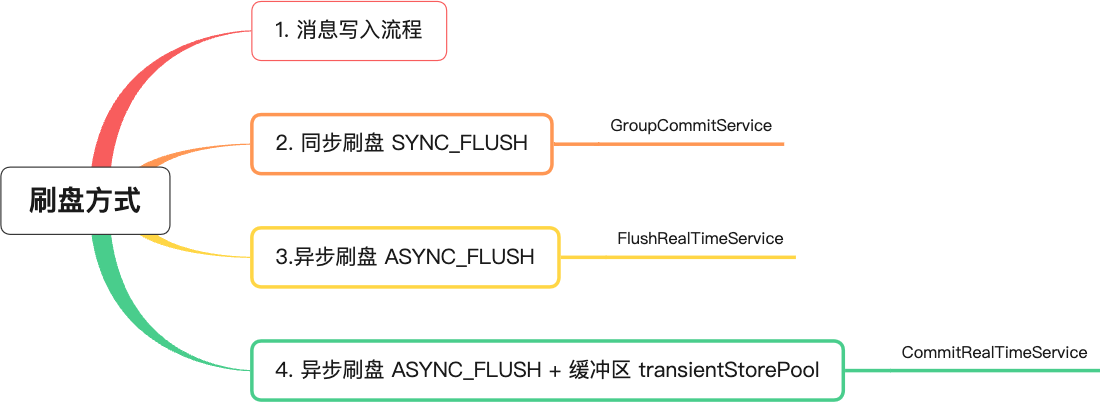 刷盘方式
1. 消息写入流程
2. 同步刷盘 SYNC_FLUSH
GroupCommitService
3.异步刷盘 ASYNC_FLUSH
FlushRealTimeService
4. 异步刷盘 ASYNC_FLUSH + 缓冲区 transientStorePool
CommitRealTimeService